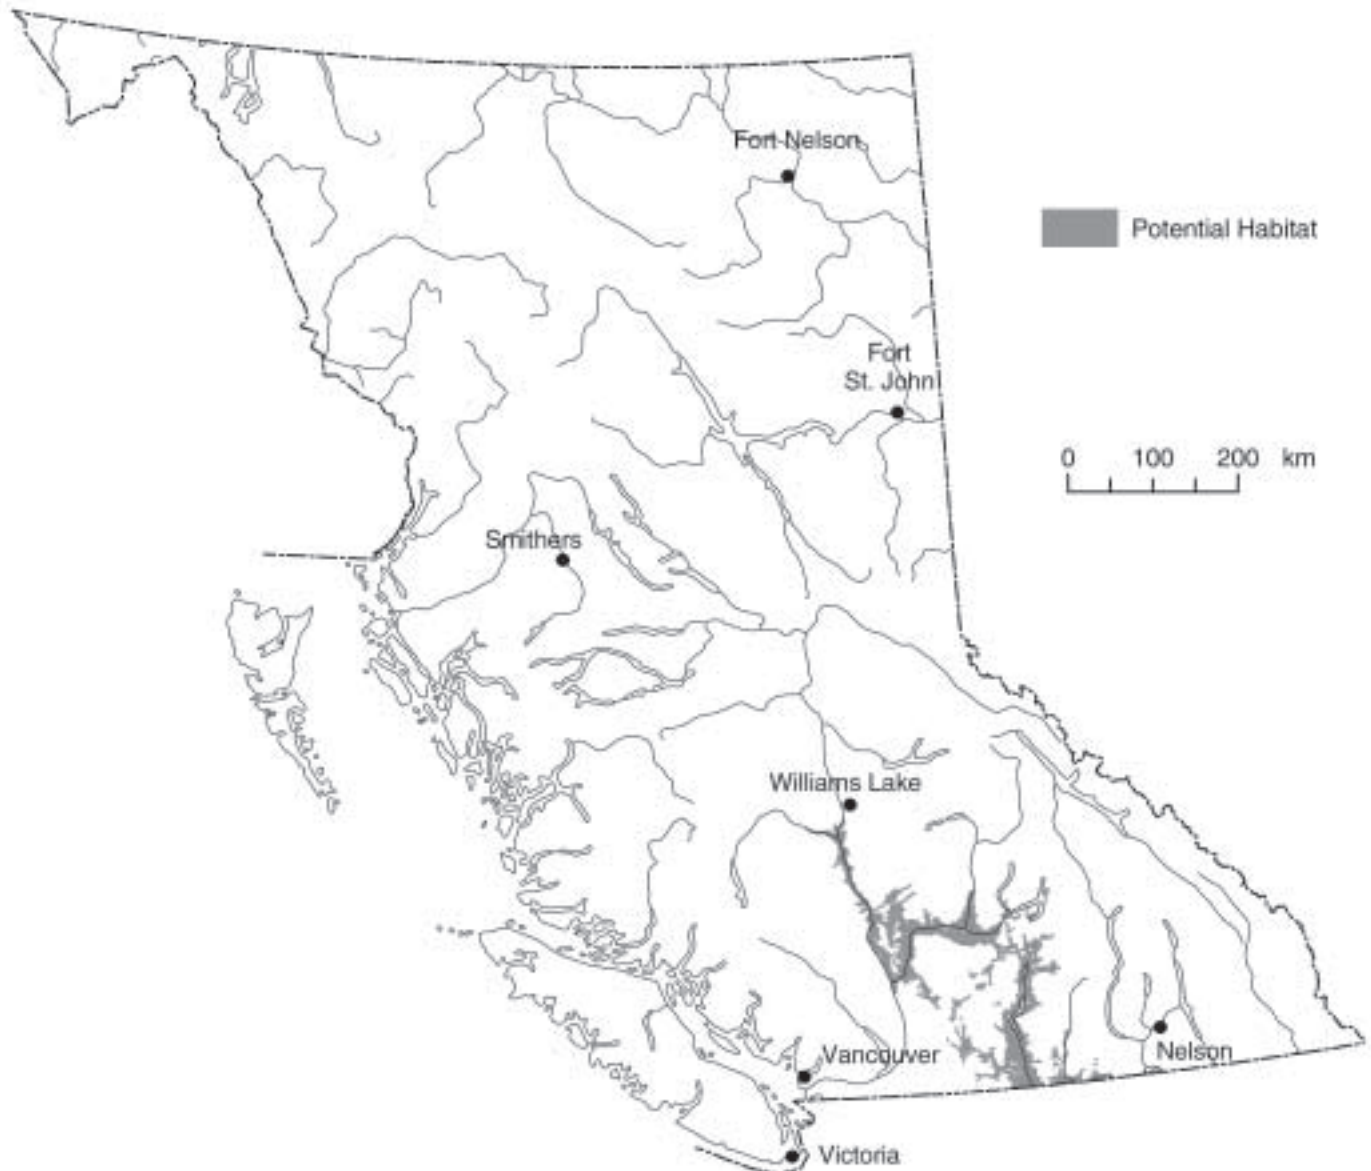 Fort Nelson
Potential Habitat
Fort
St. John
0 100 200 km
Smithers
Williams Lake
Vancouver
Nelson
Victoria